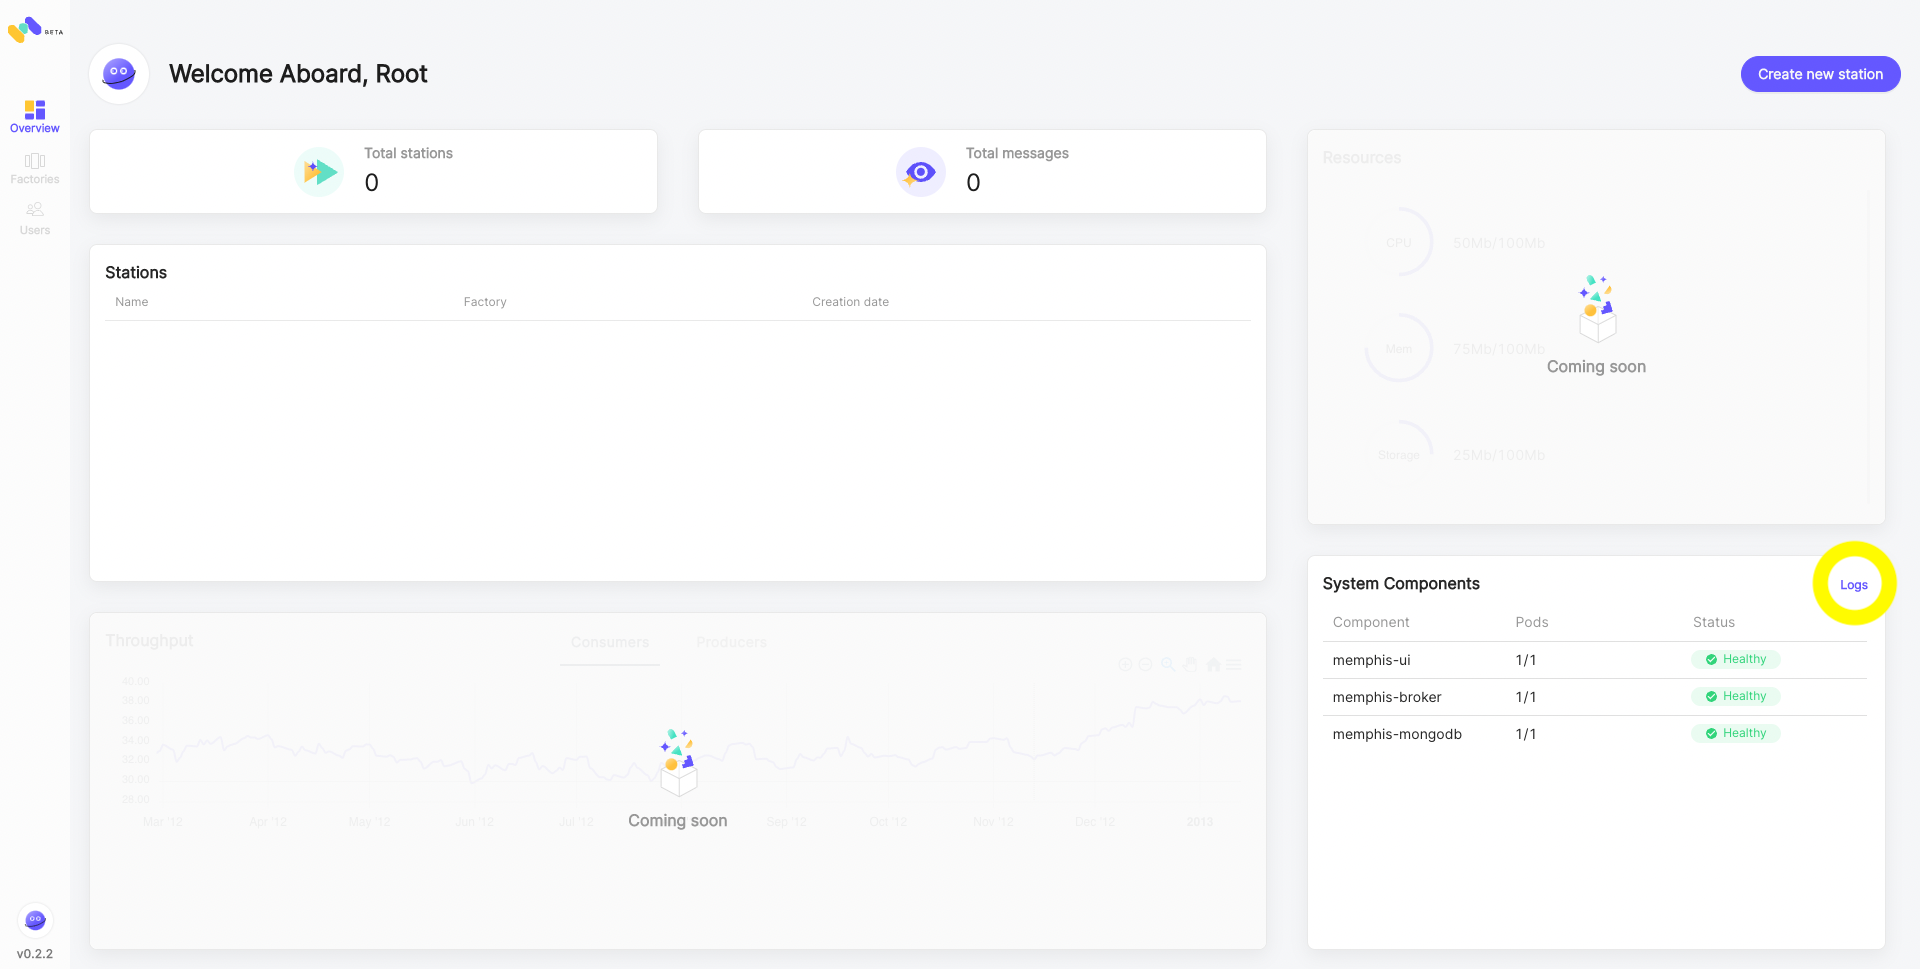 BETA
Welcome Aboard, Root
Create new station
Overview
Factories
Users
Total stations
0
Total messages
0
Resources
CPU
50Mb/100Mb
Mem
75Mb/100Mb
Storage
25Mb/100Mb
Coming soon
Stations
Name Factory Creation date
System Components
Logs
Component Pods Status
memphis-ui 1/1 Healthy
memphis-broker 1/1 Healthy
memphis-mongodb 1/1 Healthy
Throughput
Consumers Producers
40.00
38.00
36.00
34.00
32.00
30.00
28.00
Mar '12 Apr '12 May '12 Jun '12 Jul '12 Sep '12 Oct '12 Nov '12 Dec '12 2013
Coming soon
v0.2.2